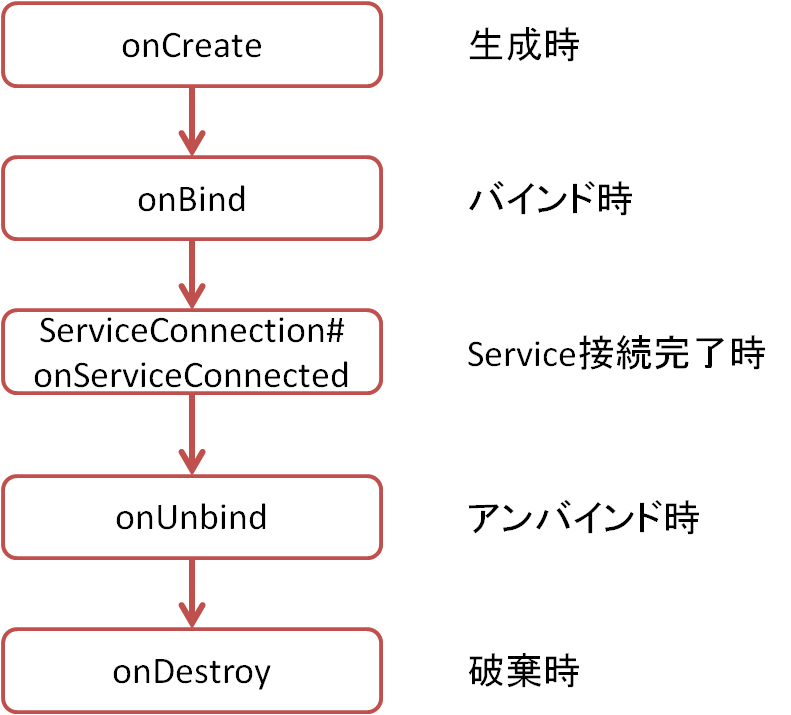 onCreate
生成時
onBind
バインド時
ServiceConnection#
onServiceConnected
Service接続完了時
onUnbind
アンバインド時
onDestroy
破棄時